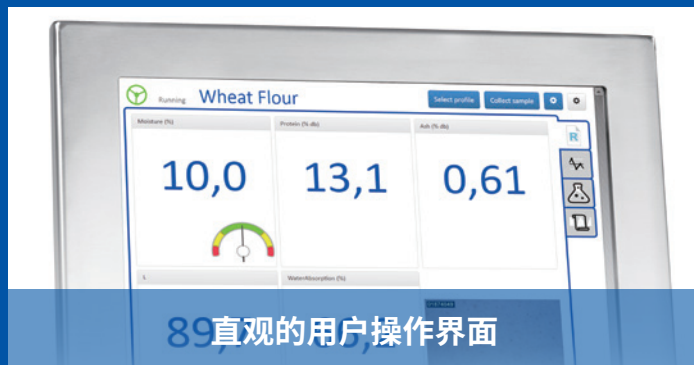 Running Wheat Flour Select profile Collect sample
Moisture (%) Protein (% db) Ash (% db)
R
10,0 13,1 0,61
L WaterAbsorption (%)
直观的用户操作界面